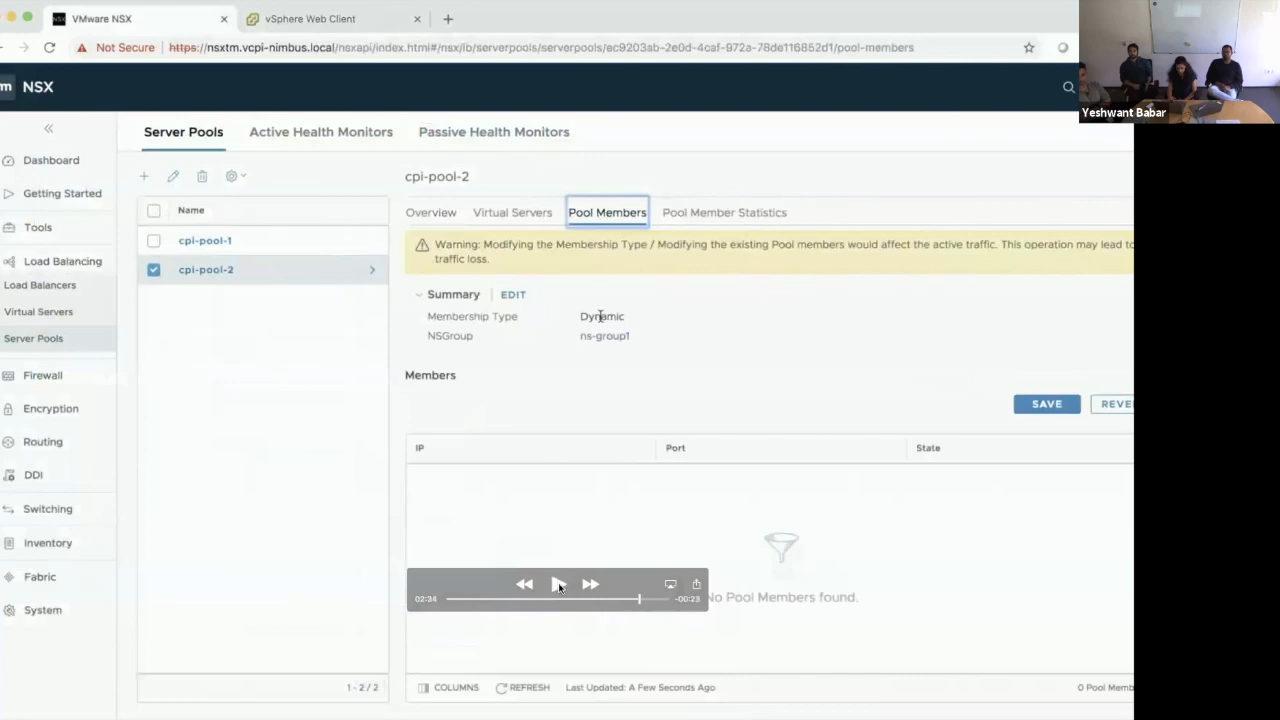 VMware NSX
vSphere Web Client
Not Secure https://nsxtm.vcpi-nimbus.local/nsxapi/index.html#/nsx/lb/serverpools/serverpools/ec9203ab-2e0d-4caf-972a-78de116852d1/pool-members
m NSX
Yeshwant Babar
Server Pools Active Health Monitors Passive Health Monitors
Dashboard
Getting Started
Tools
Load Balancing
Load Balancers
Virtual Servers
Server Pools
Firewall
Encryption
Routing
DDI
Switching
Inventory
Fabric
System
Name
cpi-pool-1
cpi-pool-2
1 - 2 / 2
cpi-pool-2
Overview Virtual Servers Pool Members Pool Member Statistics
Warning: Modifying the Membership Type / Modifying the existing Pool members would affect the active traffic. This operation may lead to
traffic loss.
Summary EDIT
Membership Type Dynamic
NSGroup ns-group1
Members
SAVE REVE
IP Port State
No Pool Members found.
02:34 -00:23
COLUMNS REFRESH Last Updated: A Few Seconds Ago 0 Pool Memb